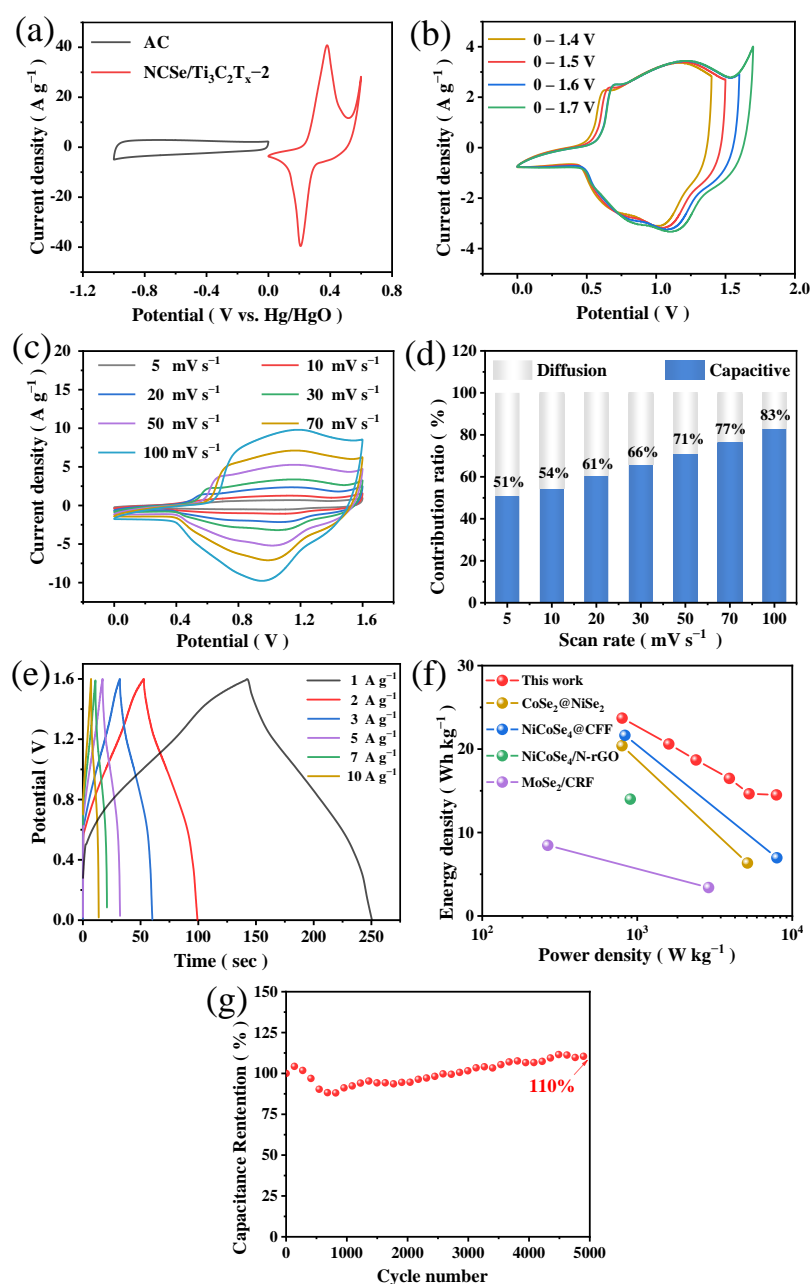 (a)
AC
NCSe/Ti₃C₂Tₓ−2
Current density ( A g⁻¹ )
40
20
0
-20
-40
-1.2
-0.8
-0.4
0.0
0.4
0.8
Potential ( V vs. Hg/HgO )
(b)
0 – 1.4 V
0 – 1.5 V
0 – 1.6 V
0 – 1.7 V
Current density ( A g⁻¹ )
4
2
0
-2
-4
0.0
0.5
1.0
1.5
2.0
Potential ( V )
(c)
5 mV s⁻¹
10 mV s⁻¹
20 mV s⁻¹
30 mV s⁻¹
50 mV s⁻¹
70 mV s⁻¹
100 mV s⁻¹
Current density ( A g⁻¹ )
20
15
10
5
0
-5
-10
0.0
0.4
0.8
1.2
1.6
Potential ( V )
(d)
Diffusion
Capacitive
Contribution ratio ( % )
120
100
80
60
40
20
0
51%
54%
61%
66%
71%
77%
83%
5
10
20
30
50
70
100
Scan rate ( mV s⁻¹ )
(e)
1 A g⁻¹
2 A g⁻¹
3 A g⁻¹
5 A g⁻¹
7 A g⁻¹
10 A g⁻¹
Potential ( V )
1.6
1.2
0.8
0.4
0.0
0
50
100
150
200
250
Time ( sec )
(f)
This work
CoSe₂@NiSe₂
NiCoSe₄@CFF
NiCoSe₄/N-rGO
MoSe₂/CRF
Energy density ( Wh kg⁻¹ )
30
20
10
0
10²
10³
10⁴
Power density ( W kg⁻¹ )
(g)
Capacitance Rentention ( % )
150
125
100
75
50
25
0
110%
0
1000
2000
3000
4000
5000
Cycle number